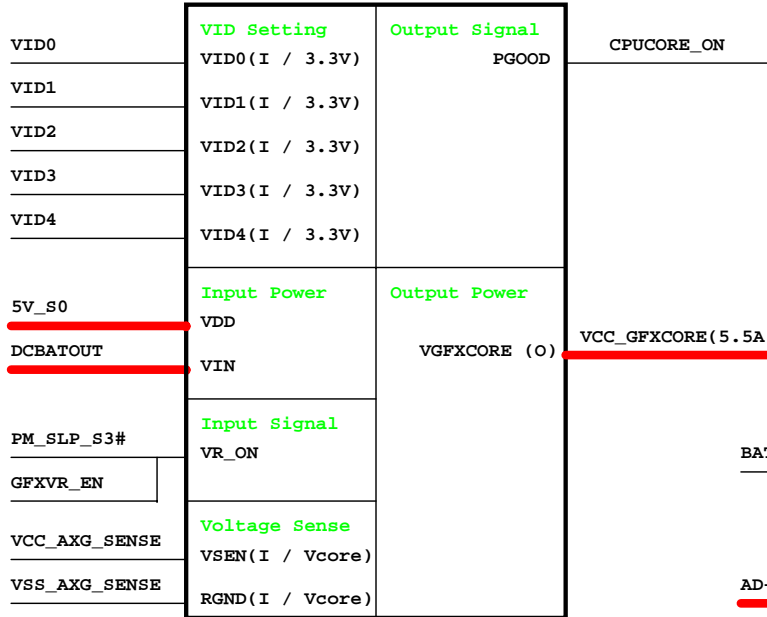 VID0
VID1
VID2
VID3
VID4
5V_S0
DCBATOUT
PM_SLP_S3#
GFXVR_EN
VCC_AXG_SENSE
VSS_AXG_SENSE
VID Setting
VID0(I / 3.3V)
VID1(I / 3.3V)
VID2(I / 3.3V)
VID3(I / 3.3V)
VID4(I / 3.3V)
Input Power
VDD
VIN
Input Signal
VR_ON
Voltage Sense
VSEN(I / Vcore)
RGND(I / Vcore)
Output Signal
PGOOD
Output Power
VGFXCORE (O)
CPUCORE_ON
VCC_GFXCORE(5.5A
BAT
AD-